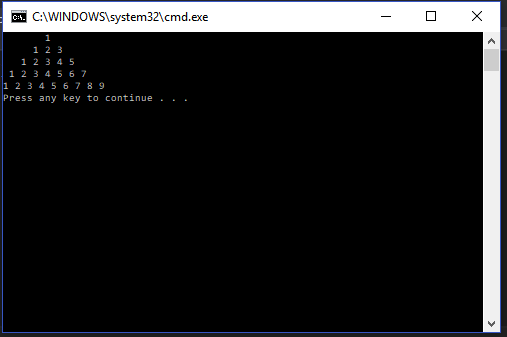 C:\WINDOWS\system32\cmd.exe
       1
     1 2 3
   1 2 3 4 5
 1 2 3 4 5 6 7
1 2 3 4 5 6 7 8 9
Press any key to continue . . .